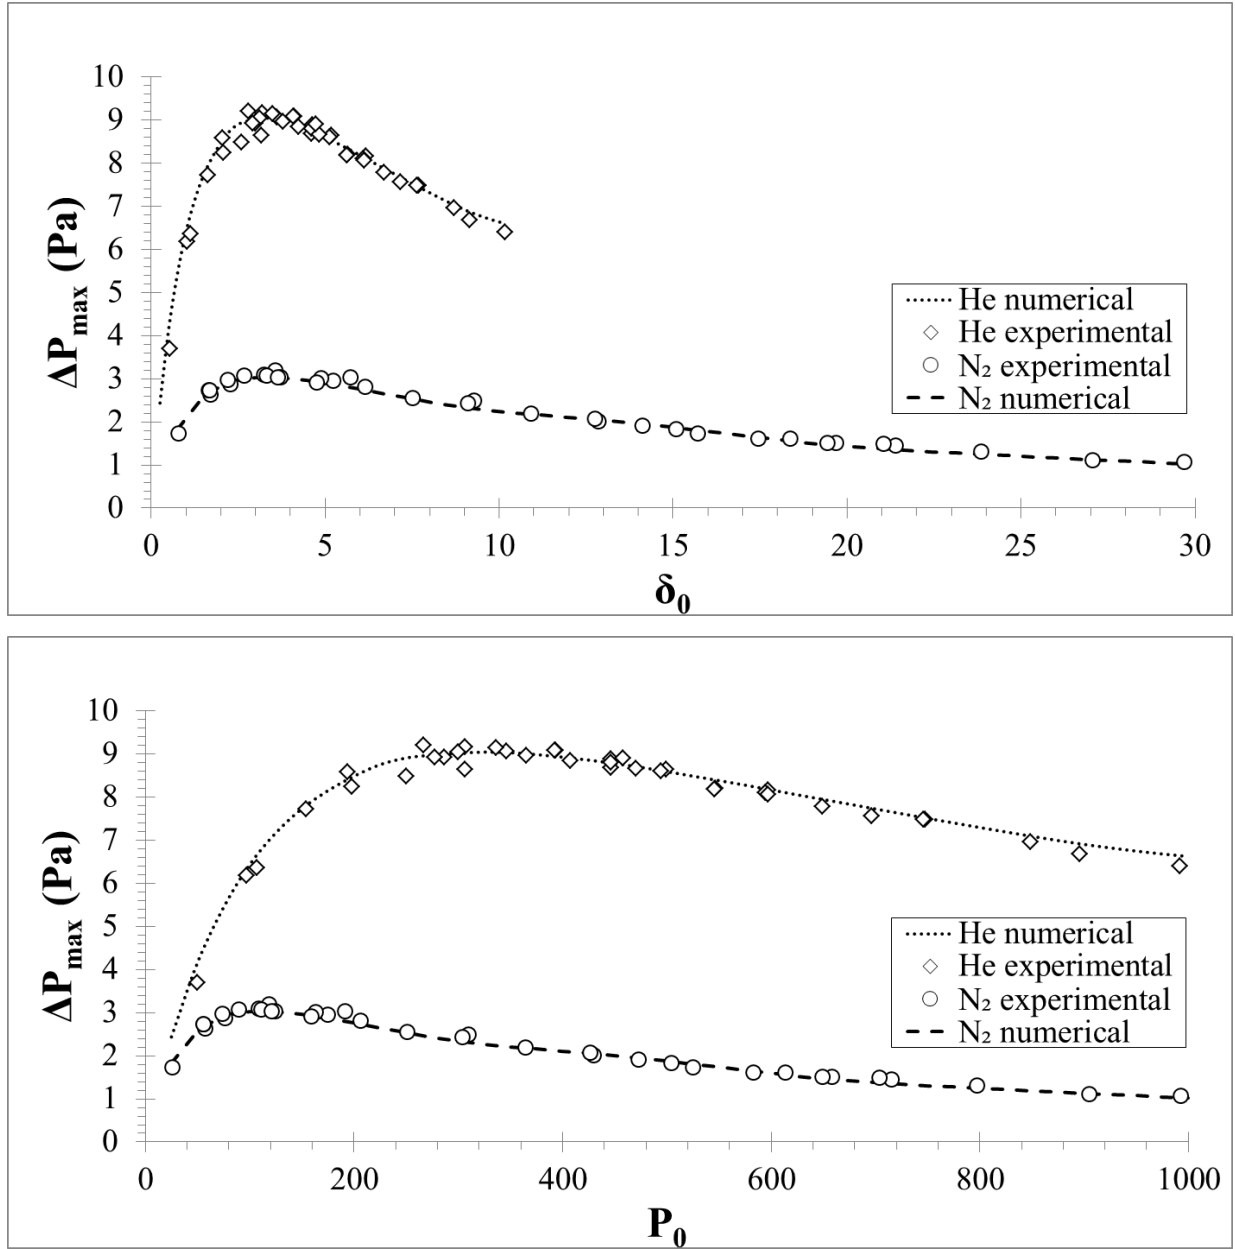 10
9
8
7
6
5
4
3
2
1
0
ΔPmax (Pa)
He numerical
He experimental
N₂ experimental
N₂ numerical
0 5 10 15 20 25 30
δ0
10
9
8
7
6
5
4
3
2
1
0
ΔPmax (Pa)
He numerical
He experimental
N₂ experimental
N₂ numerical
0 200 400 600 800 1000
P0